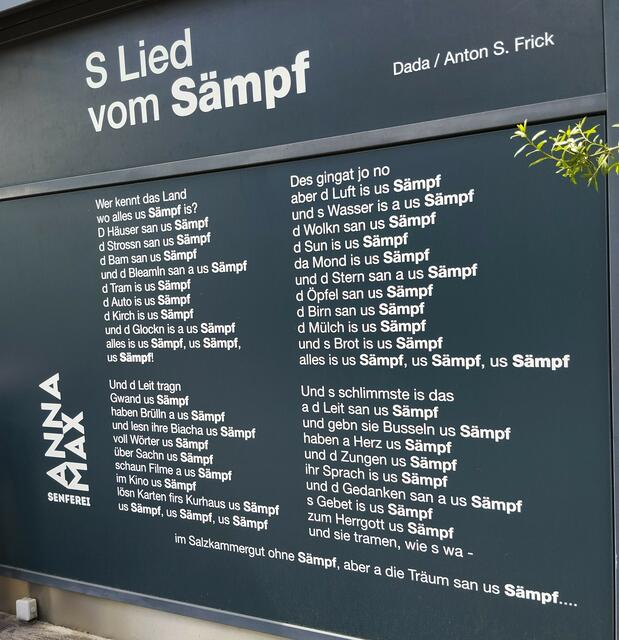 S Lied
vom Sämpf
Dada / Anton S. Frick
Wer kennt das Land
wo alles us Sämpf is?
D Häuser san us Sämpf
d Strossn san us Sämpf
d Bam san us Sämpf
und d Bleamln san a us Sämpf
d Tram is us Sämpf
d Auto is us Sämpf
d Kirch is us Sämpf
und d Glockn is a us Sämpf
alles is us Sämpf, us Sämpf,
us Sämpf!
Und d Leit tragn
Gwand us Sämpf
haben Brülln a us Sämpf
und lesn ihre Biacha us Sämpf
voll Wörter us Sämpf
über Sachn us Sämpf
schaun Filme a us Sämpf
im Kino us Sämpf
lösn Karten firs Kurhaus us Sämpf
us Sämpf, us Sämpf, us Sämpf
Des gingat jo no
aber d Luft is us Sämpf
und s Wasser is a us Sämpf
d Wolkn san us Sämpf
d Sun is us Sämpf
da Mond is us Sämpf
und d Stern san a us Sämpf
d Öpfel san us Sämpf
d Birn san us Sämpf
d Mülch is us Sämpf
und s Brot is us Sämpf
alles is us Sämpf, us Sämpf, us Sämpf
Und s schlimmste is das
a d Leit san us Sämpf
und gebn sie Busseln us Sämpf
haben a Herz us Sämpf
und d Zungen us Sämpf
ihr Sprach is us Sämpf
und d Gedanken san a us Sämpf
s Gebet is us Sämpf
zum Herrgott us Sämpf
und sie tramen, wie s wa -
im Salzkammergut ohne Sämpf, aber a die Träum san us Sämpf....
ANNA
MAX
SENFEREI